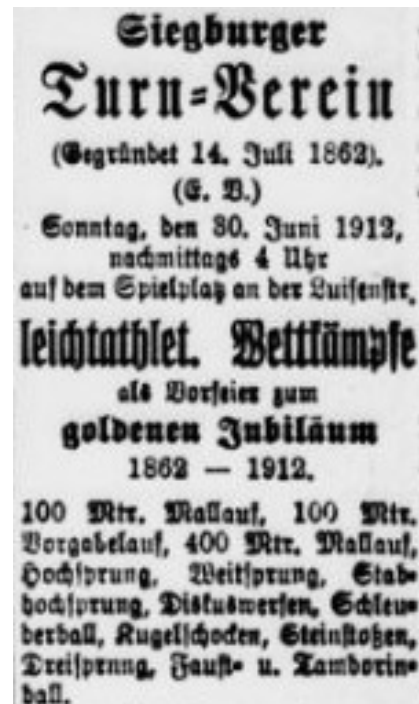 Siegburger
Turn-Verein
(Gegründet 14. Juli 1862).
(E. V.)
Sonntag, den 30. Juni 1912,
nachmittags 4 Uhr
auf dem Spielplatz an der Luisenstr.
leichtathlet. Wettkämpfe
als Vorfeier zum
goldenen Jubiläum
1862 — 1912.
100 Mtr. Mallauf, 100 Mtr.
Vorgabelauf, 400 Mtr. Mallauf,
Hochsprung, Weitsprung, Stab-
hochsprung, Diskuswerfen, Schleu-
derball, Kugelschocken, Steinstoßen,
Dreisprnng, Faust- u. Tamborin-
ball.